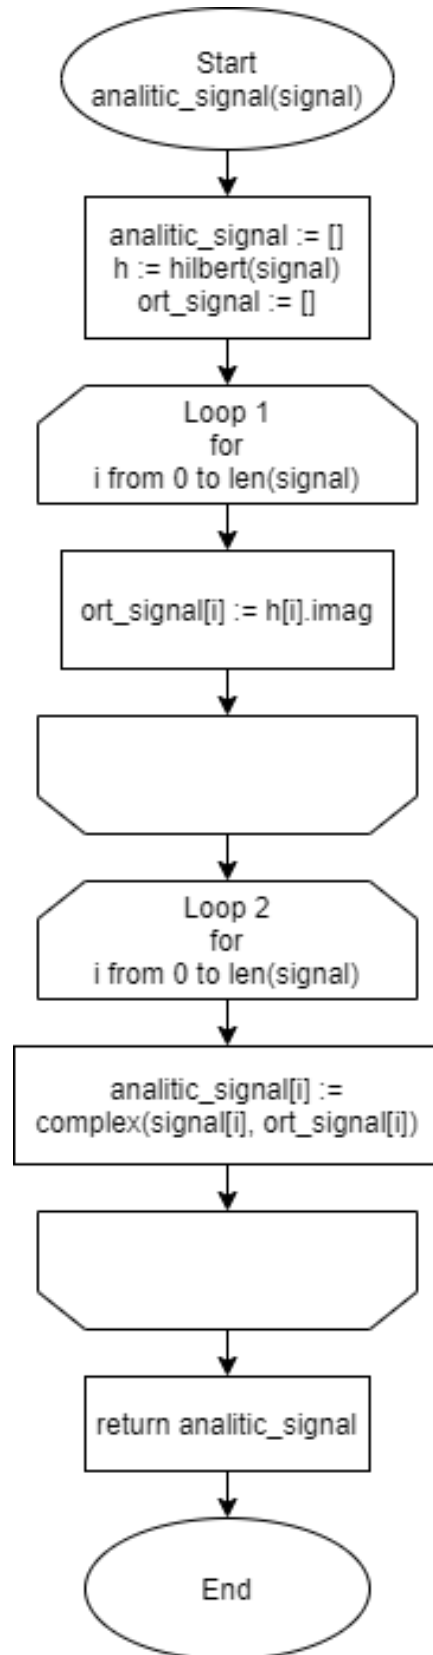 Start
analitic_signal(signal)
analitic_signal := []
h := hilbert(signal)
ort_signal := []
Loop 1
for
i from 0 to len(signal)
ort_signal[i] := h[i].imag
Loop 2
for
i from 0 to len(signal)
analitic_signal[i] :=
complex(signal[i], ort_signal[i])
return analitic_signal
End